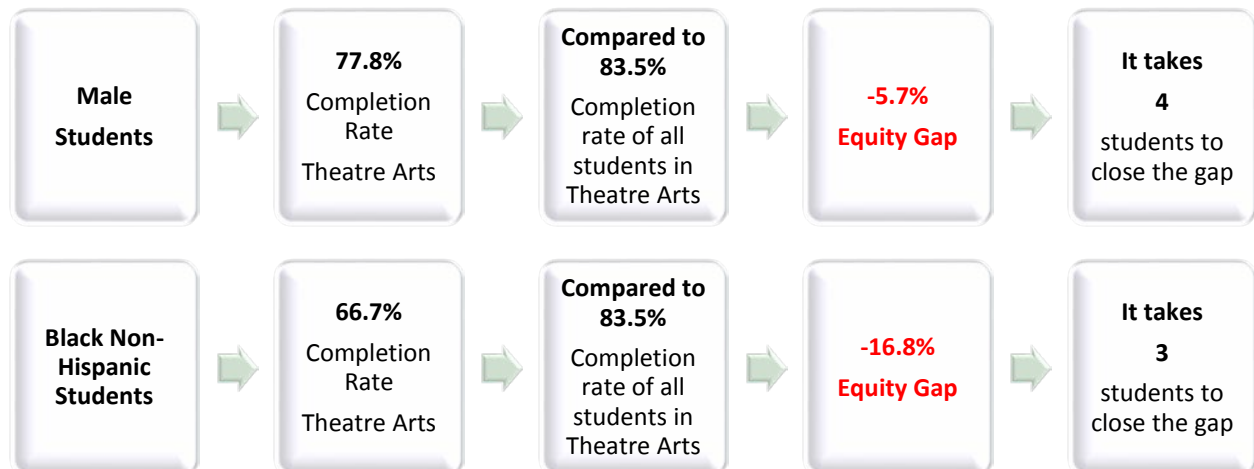 Male
Students
77.8%
Completion
Rate
Theatre Arts
Compared to
83.5%
Completion
rate of all
students in
Theatre Arts
-5.7%
Equity Gap
It takes
4
students to
close the gap
Black Non-
Hispanic
Students
66.7%
Completion
Rate
Theatre Arts
Compared to
83.5%
Completion
rate of all
students in
Theatre Arts
-16.8%
Equity Gap
It takes
3
students to
close the gap